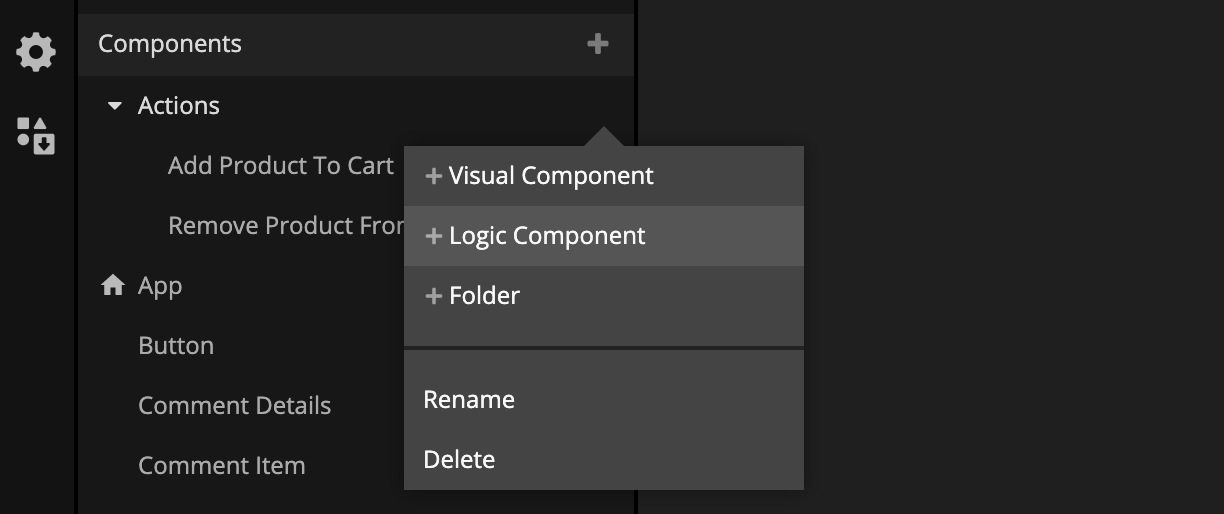 Components
Actions
Add Product To Cart
Remove Product Fro
App
Button
Comment Details
Comment Item
Visual Component
Logic Component
Folder
Rename
Delete